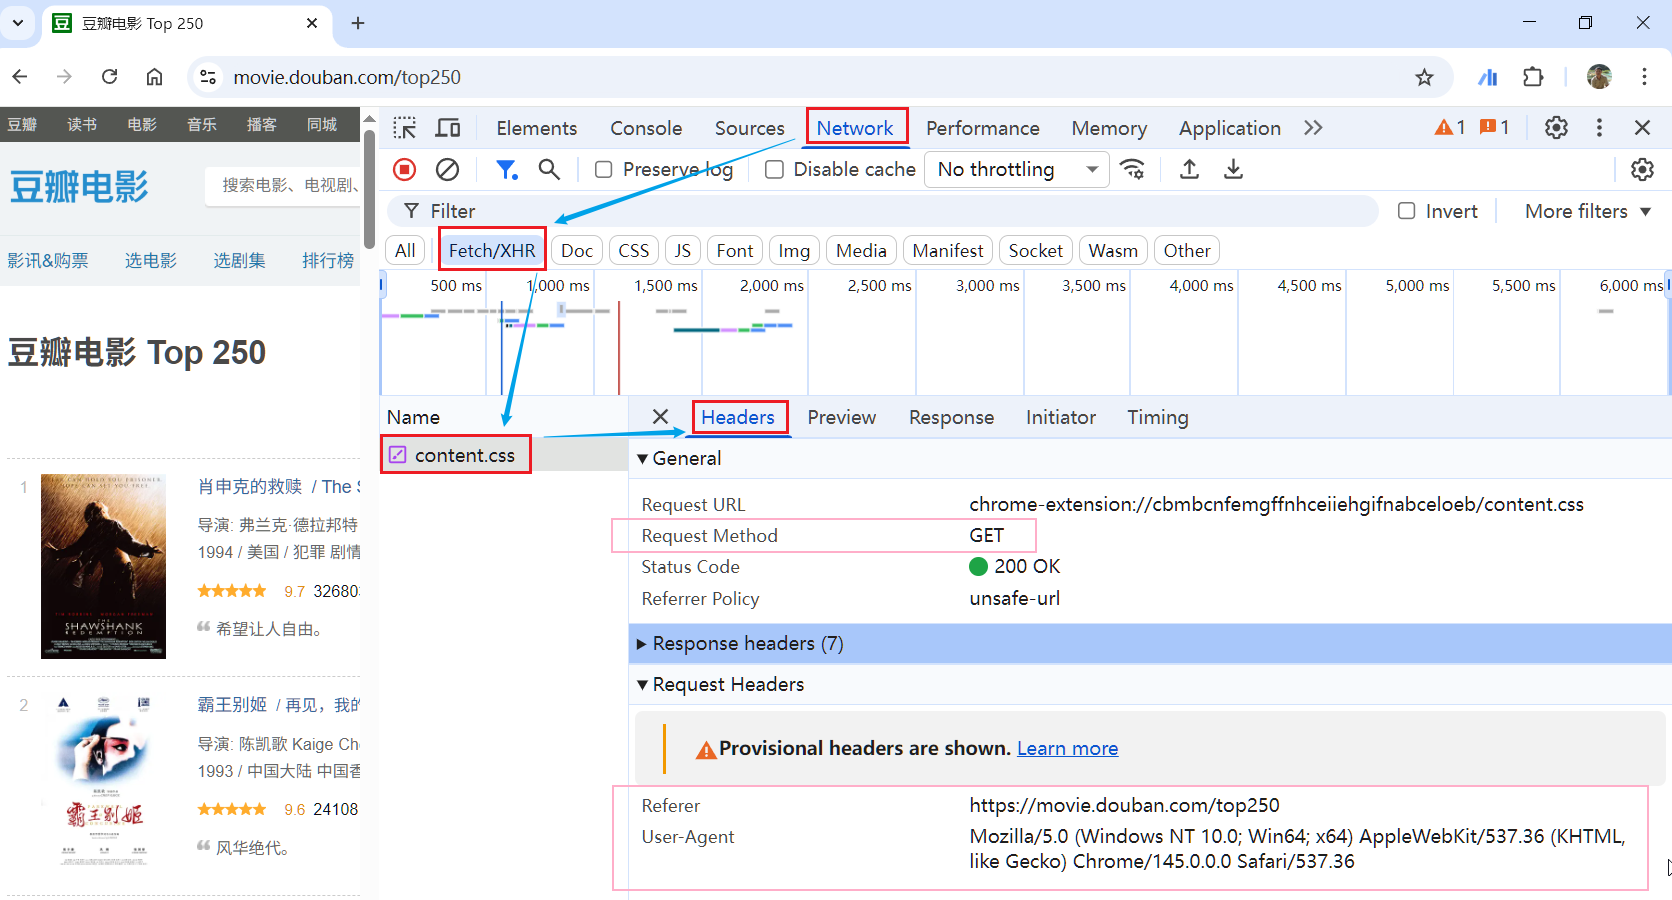 豆瓣电影 Top 250
movie.douban.com/top250
豆瓣 读书 电影 音乐 播客 同城
豆瓣电影
搜索电影、电视剧、
影讯&购票 选电影 选剧集 排行榜
豆瓣电影 Top 250
1
肖申克的救赎 / The S
导演: 弗兰克·德拉邦特
1994 / 美国 / 犯罪 剧情
9.7 32680
希望让人自由。
THE
SHAWSHANK
REDEMPTION
2
霸王别姬 / 再见，我的
导演: 陈凯歌 Kaige Che
1993 / 中国大陆 中国香
9.6 24108
风华绝代。
霸王别姬
Elements Console Sources Network Performance Memory Application 1 1
Preserve log Disable cache No throttling
Filter Invert More filters
All Fetch/XHR Doc CSS JS Font Img Media Manifest Socket Wasm Other
500 ms 1,000 ms 1,500 ms 2,000 ms 2,500 ms 3,000 ms 3,500 ms 4,000 ms 4,500 ms 5,000 ms 5,500 ms 6,000 ms
Name
content.css
Headers Preview Response Initiator Timing
General
Request URL chrome-extension://cbmbcnfemgffnhceiiehgifnabceloeb/content.css
Request Method GET
Status Code 200 OK
Referrer Policy unsafe-url
Response headers (7)
Request Headers
Provisional headers are shown. Learn more
Referer https://movie.douban.com/top250
User-Agent Mozilla/5.0 (Windows NT 10.0; Win64; x64) AppleWebKit/537.36 (KHTML,
like Gecko) Chrome/145.0.0.0 Safari/537.36